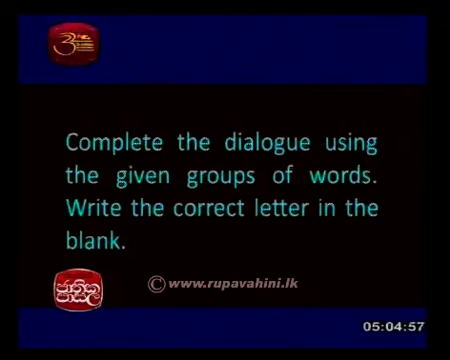 Complete the dialogue using
the given groups of words.
Write the correct letter in the
blank.
ජාතික
පාසල
© www.rupavahini.lk
05:04:57